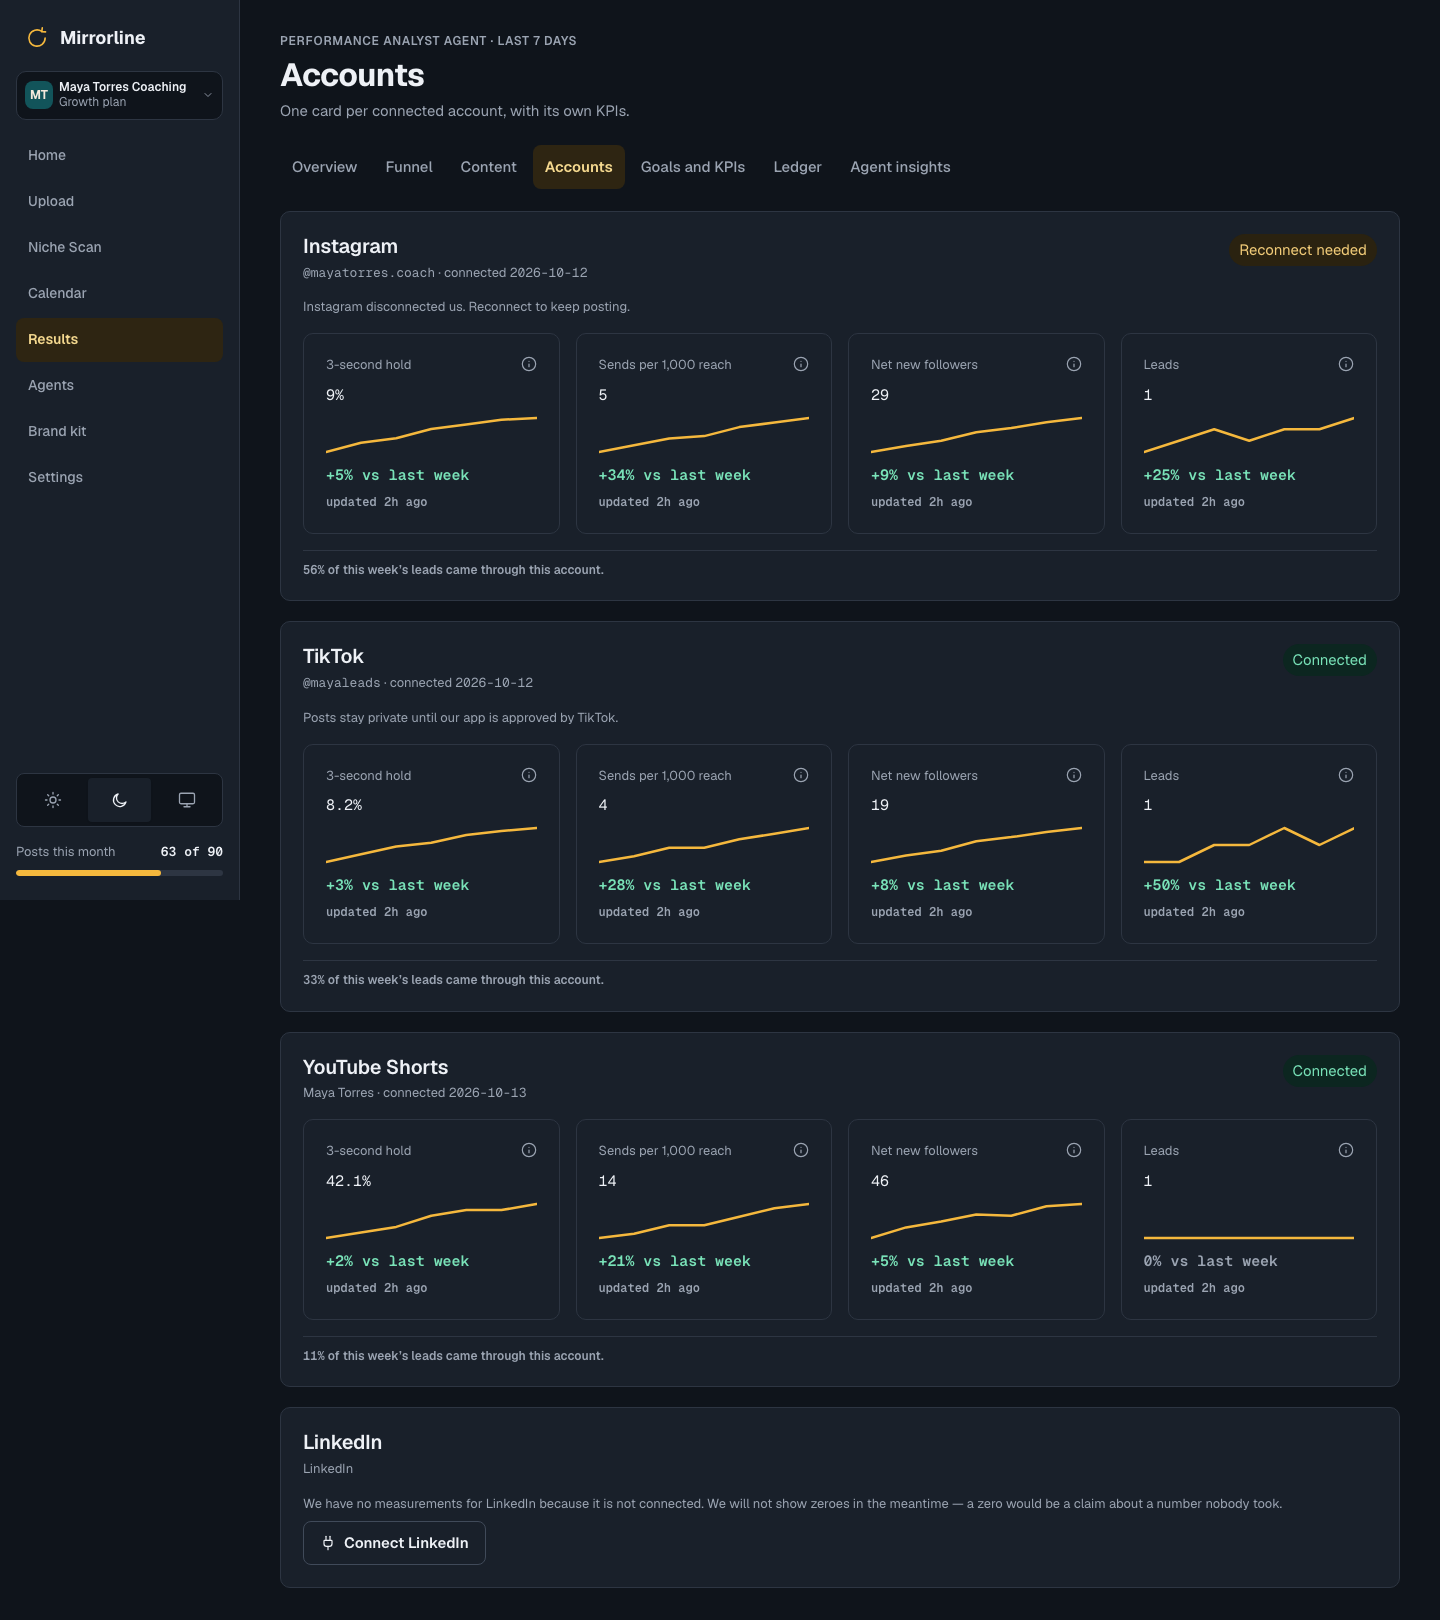 Mirrorline
MT
Maya Torres Coaching
Growth plan
Home
Upload
Niche Scan
Calendar
Results
Agents
Brand kit
Settings
Posts this month
63 of 90
PERFORMANCE ANALYST AGENT · LAST 7 DAYS
Accounts
One card per connected account, with its own KPIs.
Overview
Funnel
Content
Accounts
Goals and KPIs
Ledger
Agent insights
Instagram
Reconnect needed
@mayatorres.coach · connected 2026-10-12
Instagram disconnected us. Reconnect to keep posting.
3-second hold
9%
+5% vs last week
updated 2h ago
Sends per 1,000 reach
5
+34% vs last week
updated 2h ago
Net new followers
29
+9% vs last week
updated 2h ago
Leads
1
+25% vs last week
updated 2h ago
56% of this week's leads came through this account.
TikTok
Connected
@mayaleads · connected 2026-10-12
Posts stay private until our app is approved by TikTok.
3-second hold
8.2%
+3% vs last week
updated 2h ago
Sends per 1,000 reach
4
+28% vs last week
updated 2h ago
Net new followers
19
+8% vs last week
updated 2h ago
Leads
1
+50% vs last week
updated 2h ago
33% of this week's leads came through this account.
YouTube Shorts
Connected
Maya Torres · connected 2026-10-13
3-second hold
42.1%
+2% vs last week
updated 2h ago
Sends per 1,000 reach
14
+21% vs last week
updated 2h ago
Net new followers
46
+5% vs last week
updated 2h ago
Leads
1
0% vs last week
updated 2h ago
11% of this week's leads came through this account.
LinkedIn
LinkedIn
We have no measurements for LinkedIn because it is not connected. We will not show zeroes in the meantime — a zero would be a claim about a number nobody took.
Connect LinkedIn